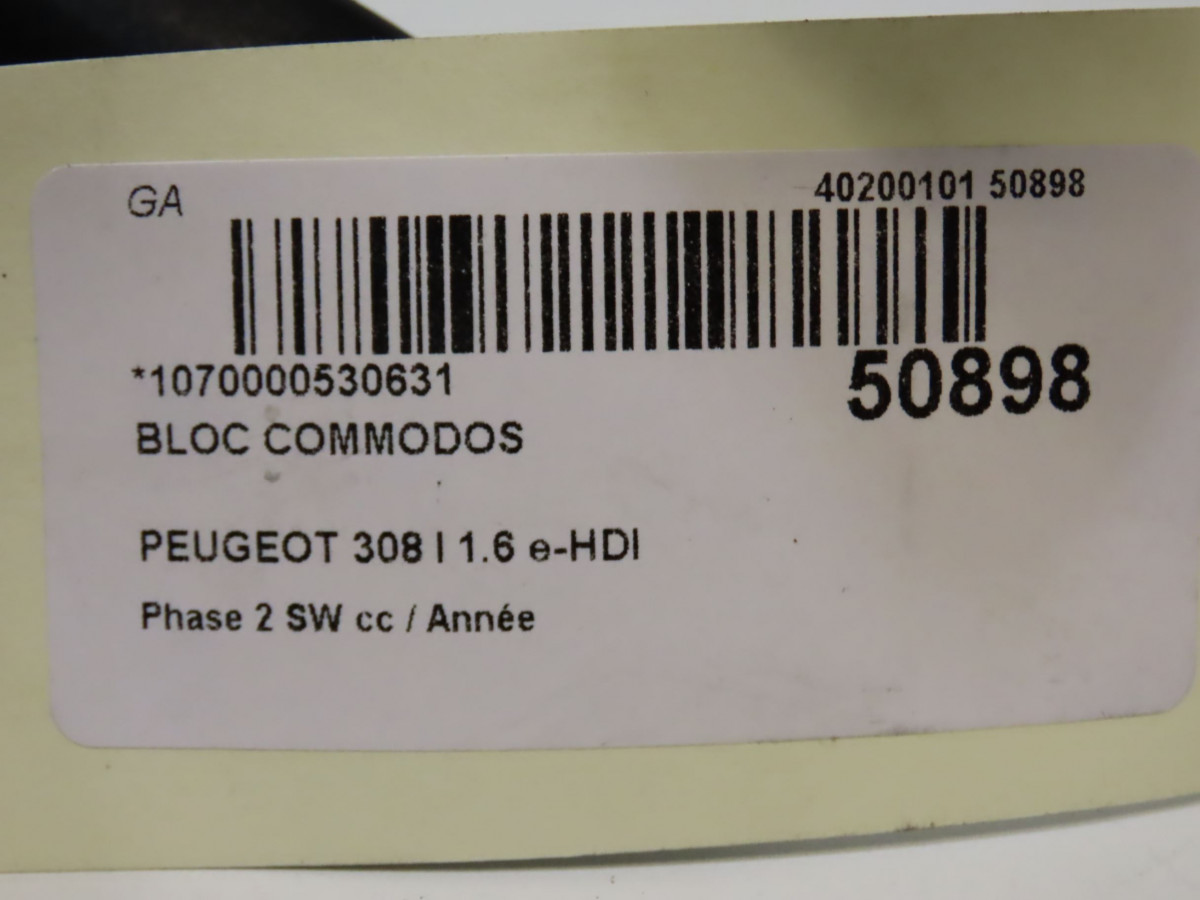 GA
40200101 50898
*1070000530631
50898
BLOC COMMODOS
PEUGEOT 308 I 1.6 e-HDI
Phase 2 SW cc / Année